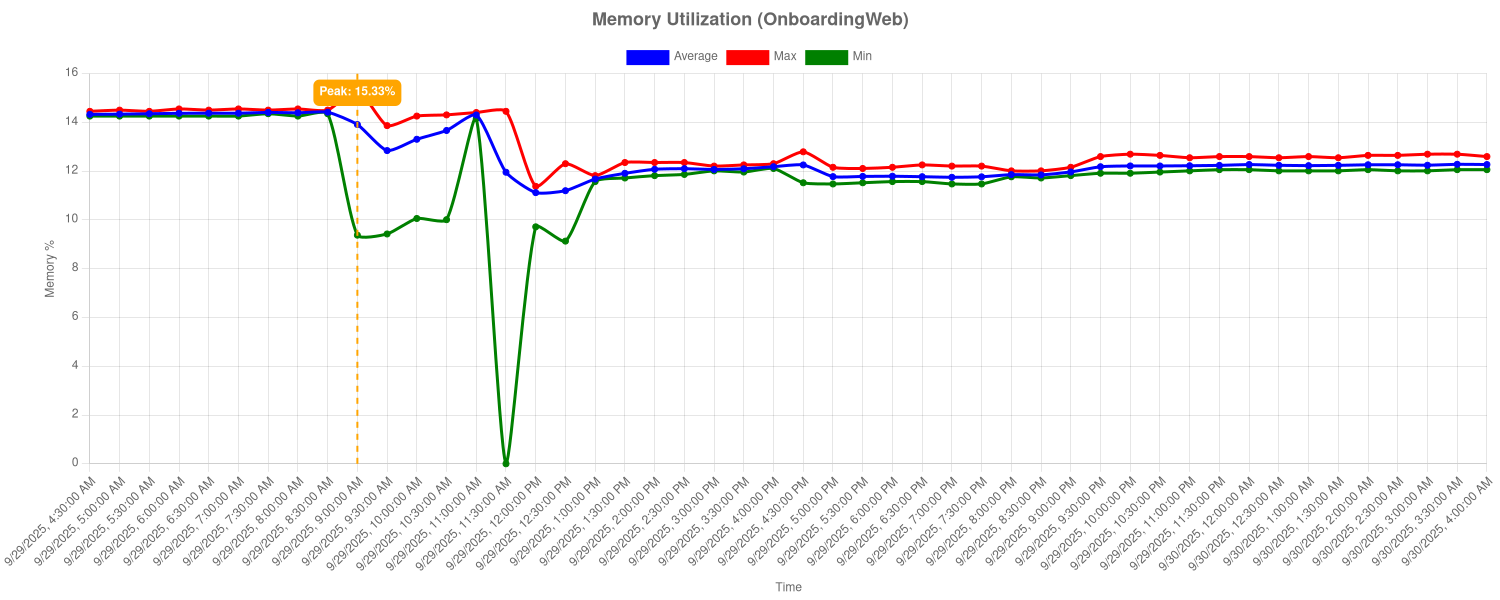 Memory Utilization (OnboardingWeb)
Average Max Min
Peak: 15.33%
16
14
12
10
8
6
4
2
0
Memory %
9/29/2025, 4:30:00 AM
9/29/2025, 5:00:00 AM
9/29/2025, 5:30:00 AM
9/29/2025, 6:00:00 AM
9/29/2025, 6:30:00 AM
9/29/2025, 7:00:00 AM
9/29/2025, 7:30:00 AM
9/29/2025, 8:00:00 AM
9/29/2025, 8:30:00 AM
9/29/2025, 9:00:00 AM
9/29/2025, 9:30:00 AM
9/29/2025, 10:00:00 AM
9/29/2025, 10:30:00 AM
9/29/2025, 11:00:00 AM
9/29/2025, 11:30:00 AM
9/29/2025, 12:00:00 PM
9/29/2025, 12:30:00 PM
9/29/2025, 1:00:00 PM
9/29/2025, 1:30:00 PM
9/29/2025, 2:00:00 PM
9/29/2025, 2:30:00 PM
9/29/2025, 3:00:00 PM
9/29/2025, 3:30:00 PM
9/29/2025, 4:00:00 PM
9/29/2025, 4:30:00 PM
9/29/2025, 5:00:00 PM
9/29/2025, 5:30:00 PM
9/29/2025, 6:00:00 PM
9/29/2025, 6:30:00 PM
9/29/2025, 7:00:00 PM
9/29/2025, 7:30:00 PM
9/29/2025, 8:00:00 PM
9/29/2025, 8:30:00 PM
9/29/2025, 9:00:00 PM
9/29/2025, 9:30:00 PM
9/29/2025, 10:00:00 PM
9/29/2025, 10:30:00 PM
9/29/2025, 11:00:00 PM
9/29/2025, 11:30:00 PM
9/30/2025, 12:00:00 AM
9/30/2025, 12:30:00 AM
9/30/2025, 1:00:00 AM
9/30/2025, 1:30:00 AM
9/30/2025, 2:00:00 AM
9/30/2025, 2:30:00 AM
9/30/2025, 3:00:00 AM
9/30/2025, 3:30:00 AM
9/30/2025, 4:00:00 AM
Time